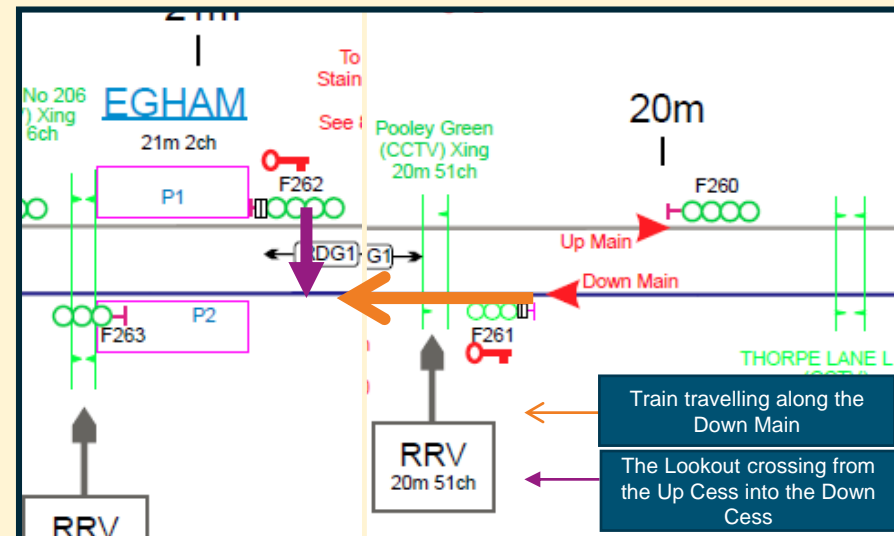 No 206
) Xing
6ch
EGHAM
21m 2ch
To
Stain
See
F262
P1
RDG1
P2
F263
RRV
Pooley Green
(CCTV) Xing
20m 51ch
20m
F260
Up Main
G1
Down Main
F261
THORPE LANE L
RRV
20m 51ch
Train travelling along the
Down Main
The Lookout crossing from
the Up Cess into the Down
Cess